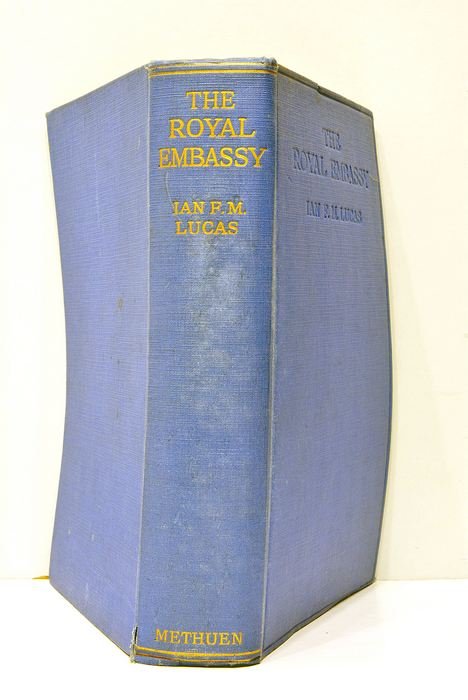 THE
ROYAL
EMBASSY
IAN F. M.
LUCAS
METHUEN
THE
ROYAL EMBASSY
IAN F. M. LUCAS